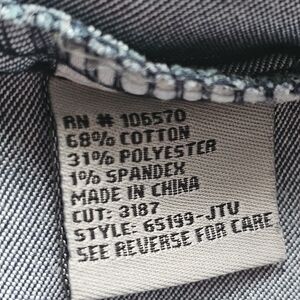 RN # 106570
68% COTTON
31% POLYESTER
1% SPANDEX
MADE IN CHINA
CUT: 3187
STYLE: 65199-JTU
SEE REVERSE FOR CARE